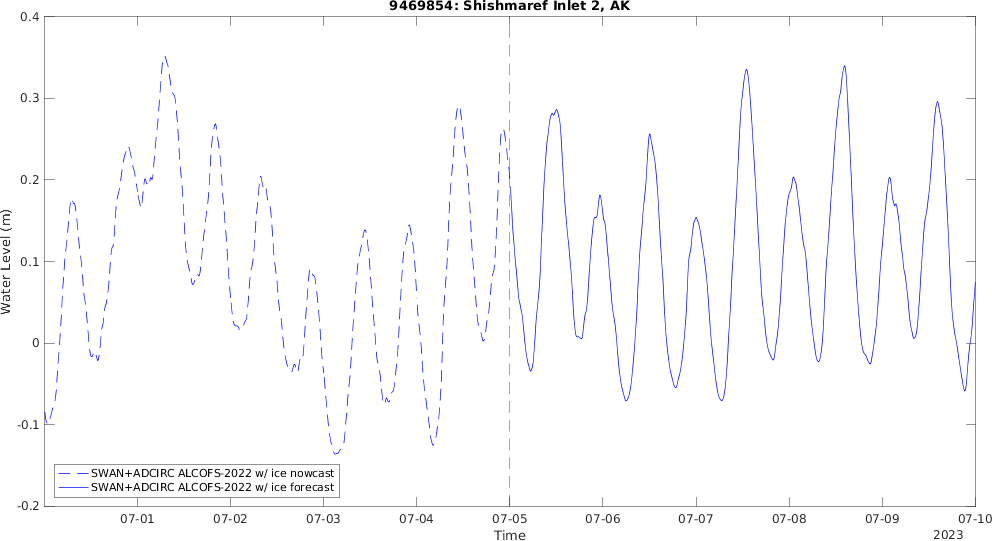 9469854: Shishmaref Inlet 2, AK
0.4
0.3
0.2
0.1
0
-0.1
-0.2
Water Level (m)
SWAN+ADCIRC ALCOFS-2022 w/ ice nowcast
SWAN+ADCIRC ALCOFS-2022 w/ ice forecast
07-01 07-02 07-03 07-04 07-05 07-06 07-07 07-08 07-09 07-10
Time
2023